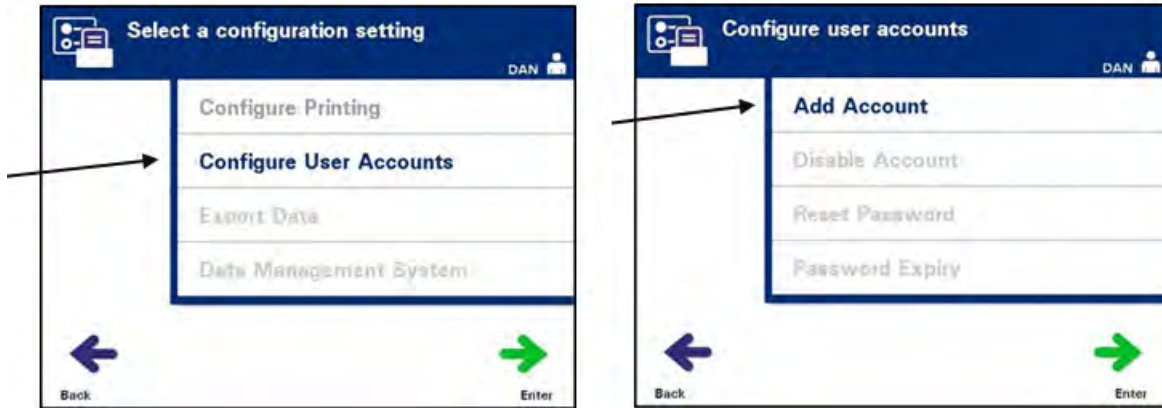 Select a configuration setting
DAN
Configure Printing
Configure User Accounts
Export Data
Data Management System
Back
Enter
Configure user accounts
DAN
Add Account
Disable Account
Reset Password
Password Expiry
Back
Enter